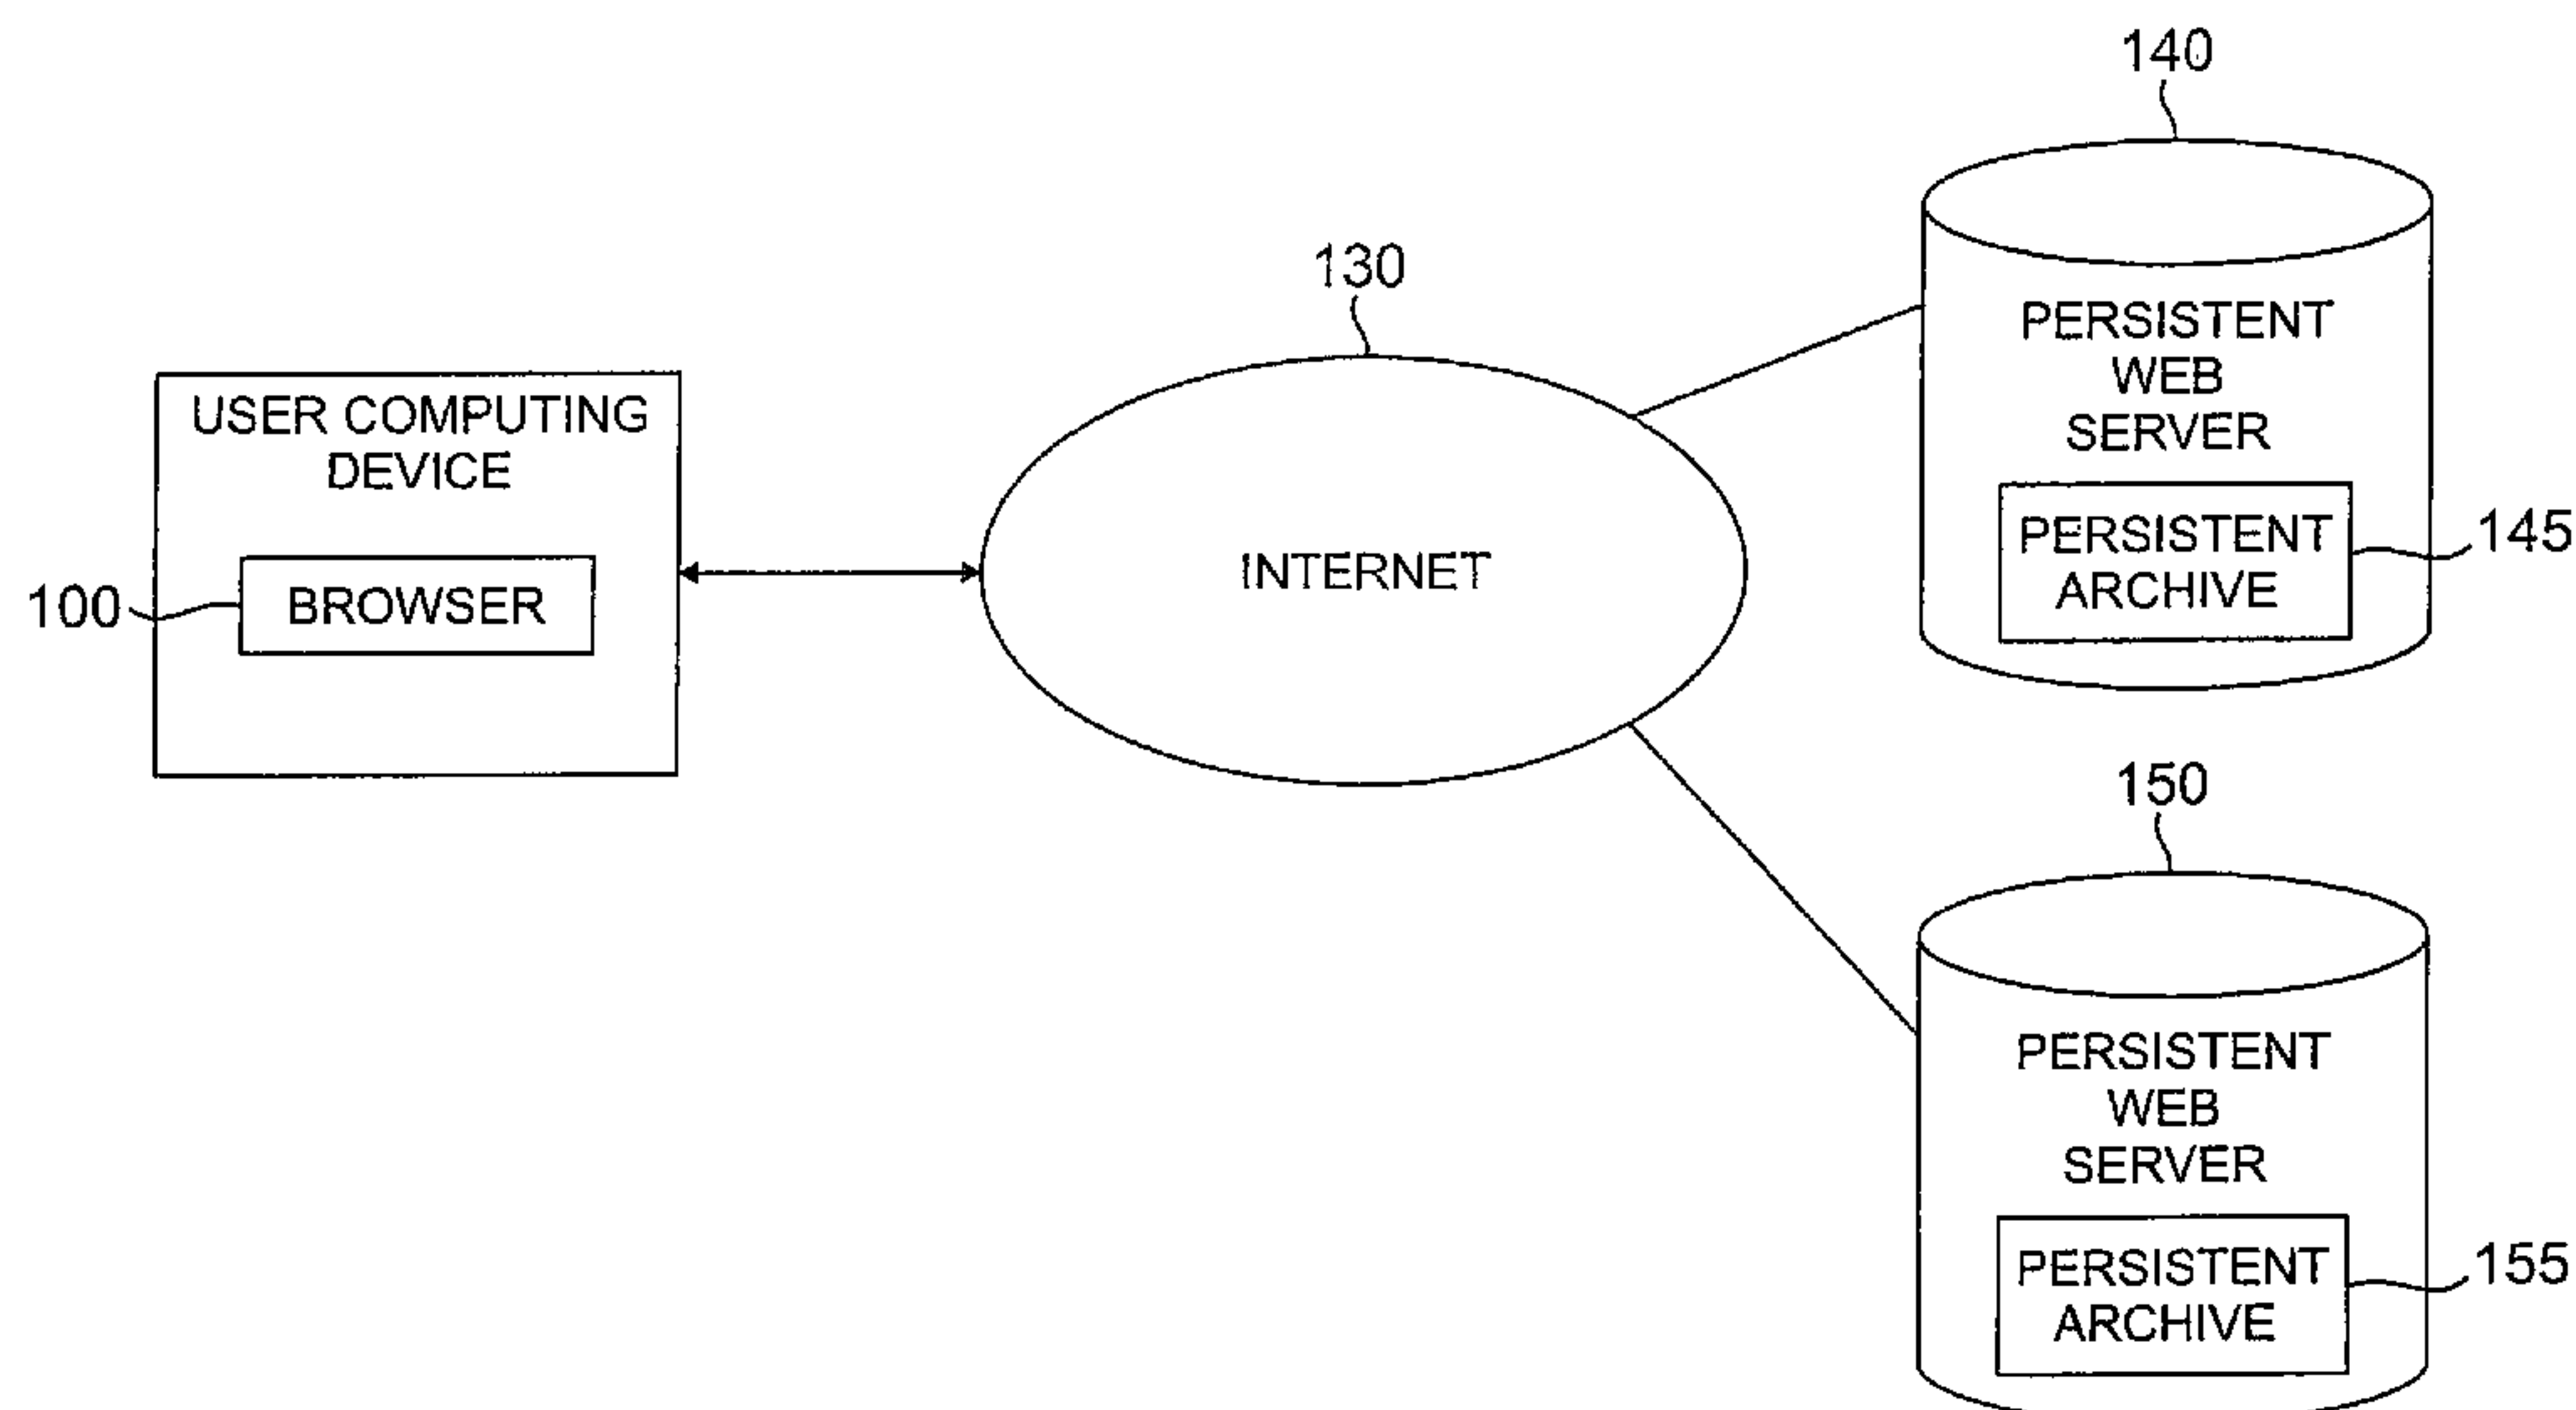 140
130
PERSISTENT
WEB
SERVER
USER COMPUTING
DEVICE
PERSISTENT
ARCHIVE
145
INTERNET
100
BROWSER
150
PERSISTENT
WEB
SERVER
PERSISTENT
ARCHIVE
155